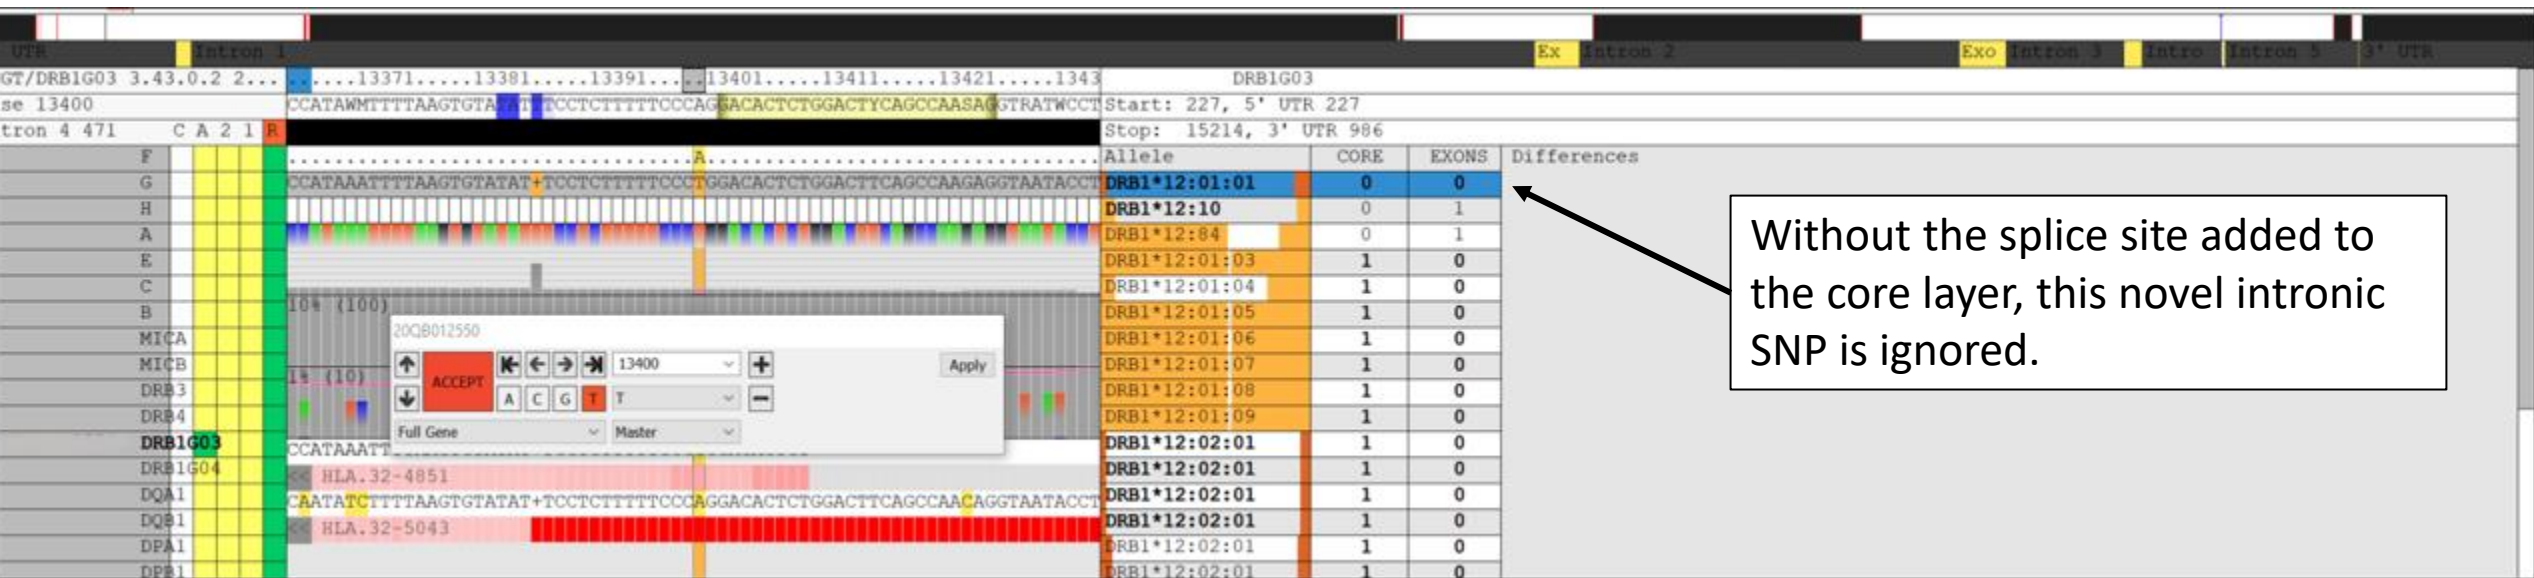 UTR Intron 1 Ex Intron 2 Exo Intron 3 Intro Intron 5 3' UTR
GT/DRB1G03 3.43.0.2 2... ....13371.....13381.....13391.....13401.....13411.....13421.....1343 DRB1G03
se 13400 CCATAWMTTTTAAGTGTATATTTCCTCTTTTTCCCAGGACACTCTGGACTYCAGCCAASAGGTRATWCCT Start: 227, 5' UTR 227
tron 4 471 C A 2 1 R Stop: 15214, 3' UTR 986
F A Allele CORE EXONS Differences
G CCATAAATTTTAAGTGTATAT+TCCTCTTTTTCCCTGGACACTCTGGACTTCAGCCAAGAGGTAATACCT DRB1*12:01:01 0 0
H DRB1*12:10 0 1
A DRB1*12:84 0 1
E DRB1*12:01:03 1 0
C DRB1*12:01:04 1 0
B 10% (100) DRB1*12:01:05 1 0
MICA DRB1*12:01:06 1 0
MICB DRB1*12:01:07 1 0
DRB3 1% (10) DRB1*12:01:08 1 0
DRB4 DRB1*12:01:09 1 0
DRB1G03 CCATAAATT DRB1*12:02:01 1 0
DRB1G04 << HLA.32-4851 DRB1*12:02:01 1 0
DQA1 CAATATCTTTTAAGTGTATAT+TCCTCTTTTTCCCAGGACACTCTGGACTTCAGCCAACAGGTAATACCT DRB1*12:02:01 1 0
DQB1 << HLA.32-5043 DRB1*12:02:01 1 0
DPA1 DRB1*12:02:01 1 0
DPB1 DRB1*12:02:01 1 0
20QB012550
ACCEPT 13400 Apply
A C G T T
Full Gene Master
Without the splice site added to
the core layer, this novel intronic
SNP is ignored.